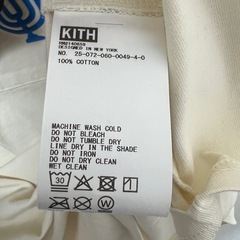 KITH
DESIGNED IN NEW YORK
NO. 25-072-060-0049-4-0
100% COTTON
MACHINE WASH COLD
DO NOT BLEACH
DO NOT TUMBLE DRY
LINE DRY IN THE SHADE
DO NOT IRON
DO NOT DRY CLEAN
WET CLEAN
30